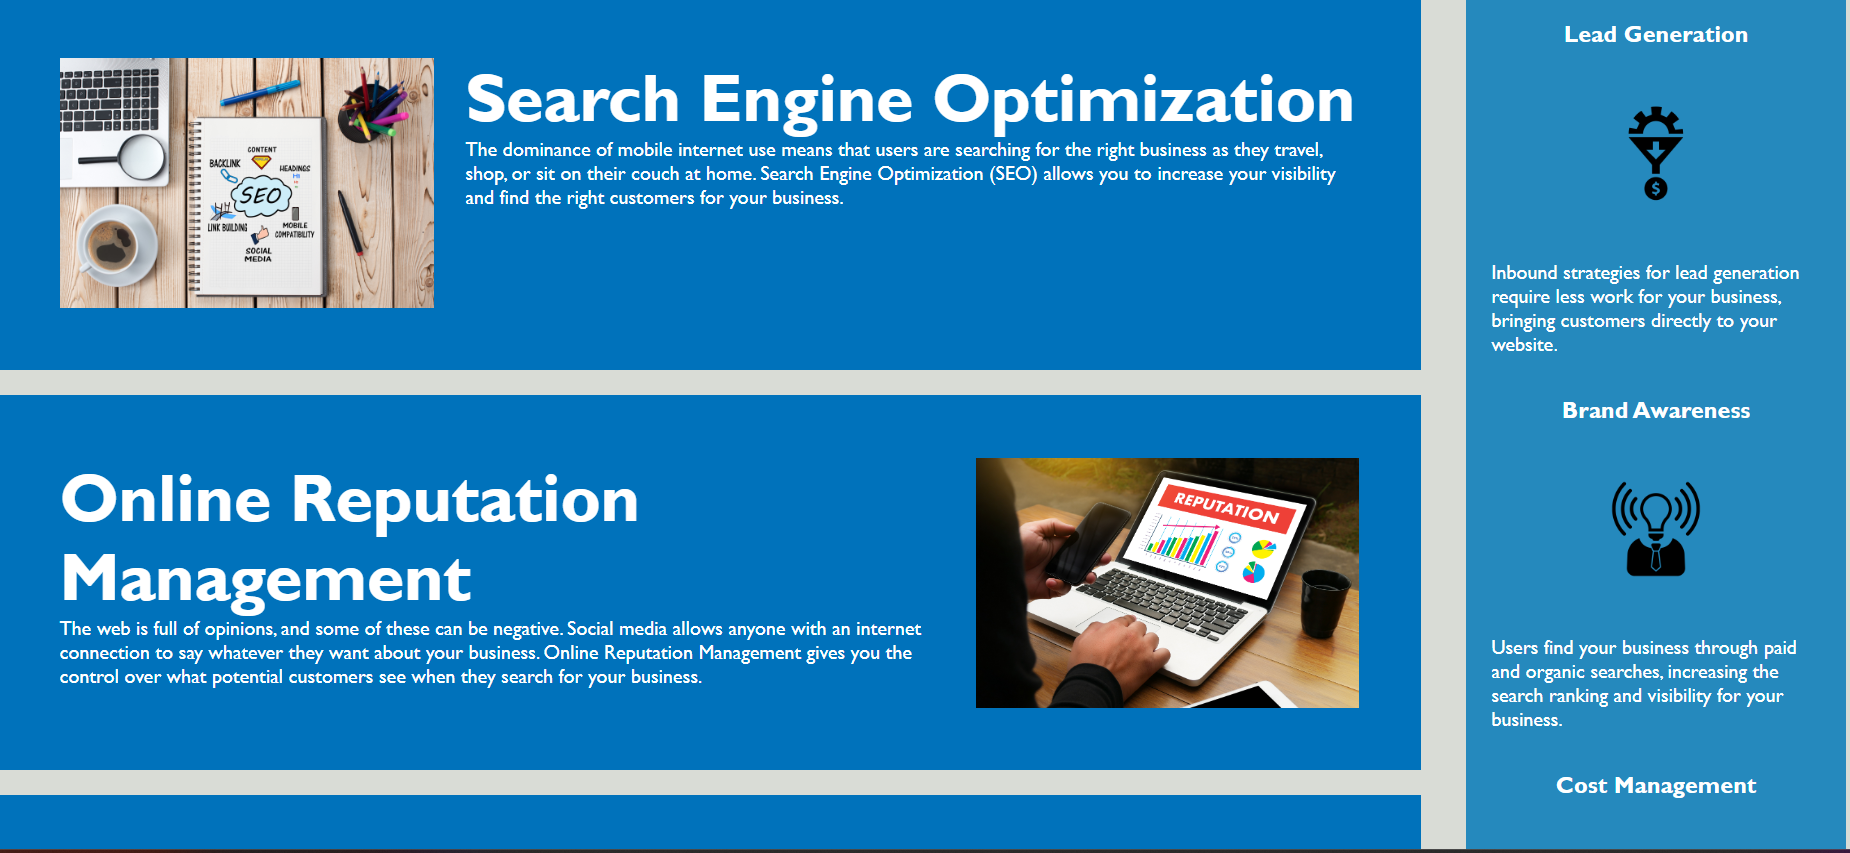 Search Engine Optimization
The dominance of mobile internet use means that users are searching for the right business as they travel,
shop, or sit on their couch at home. Search Engine Optimization (SEO) allows you to increase your visibility
and find the right customers for your business.
CONTENT
BACKLINK
HEADINGS
H1
SEO
LINK BUILDING
MOBILE
COMPATIBILITY
SOCIAL
MEDIA
Online Reputation
Management
The web is full of opinions, and some of these can be negative. Social media allows anyone with an internet
connection to say whatever they want about your business. Online Reputation Management gives you the
control over what potential customers see when they search for your business.
REPUTATION
Lead Generation
$
Inbound strategies for lead generation
require less work for your business,
bringing customers directly to your
website.
Brand Awareness
Users find your business through paid
and organic searches, increasing the
search ranking and visibility for your
business.
Cost Management